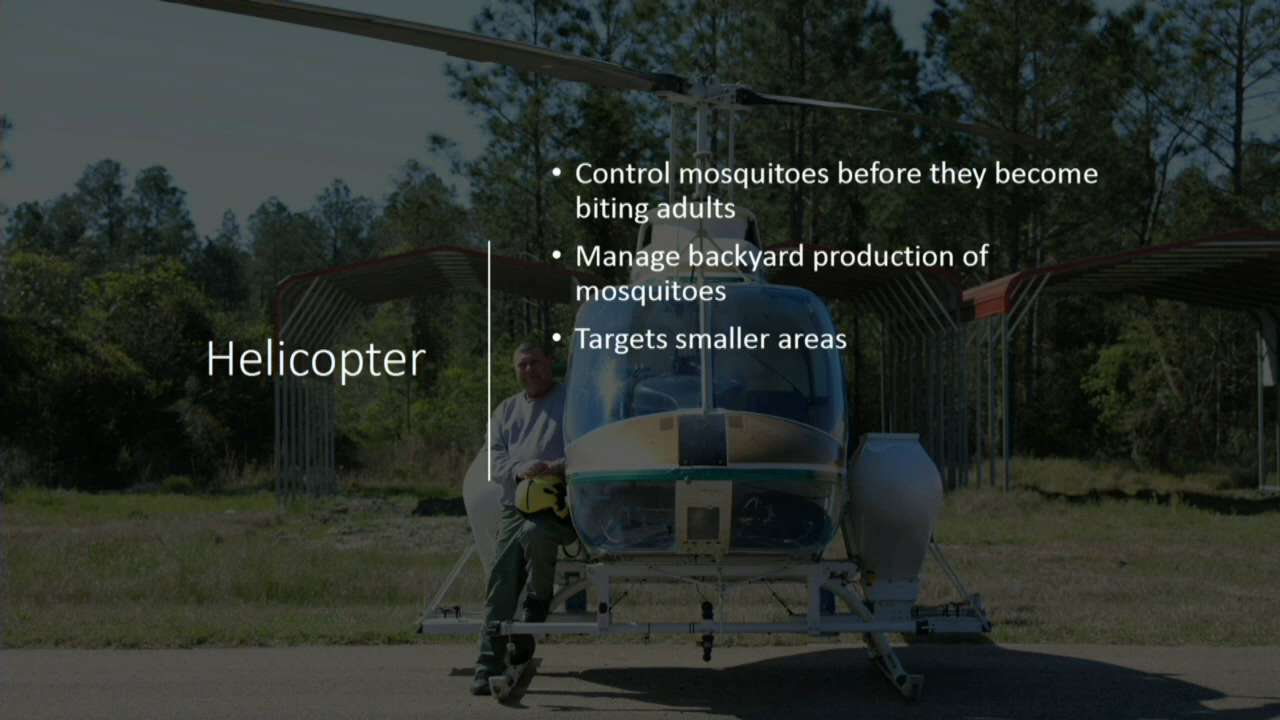 Helicopter
• Control mosquitoes before they become
biting adults
• Manage backyard production of
mosquitoes
• Targets smaller areas